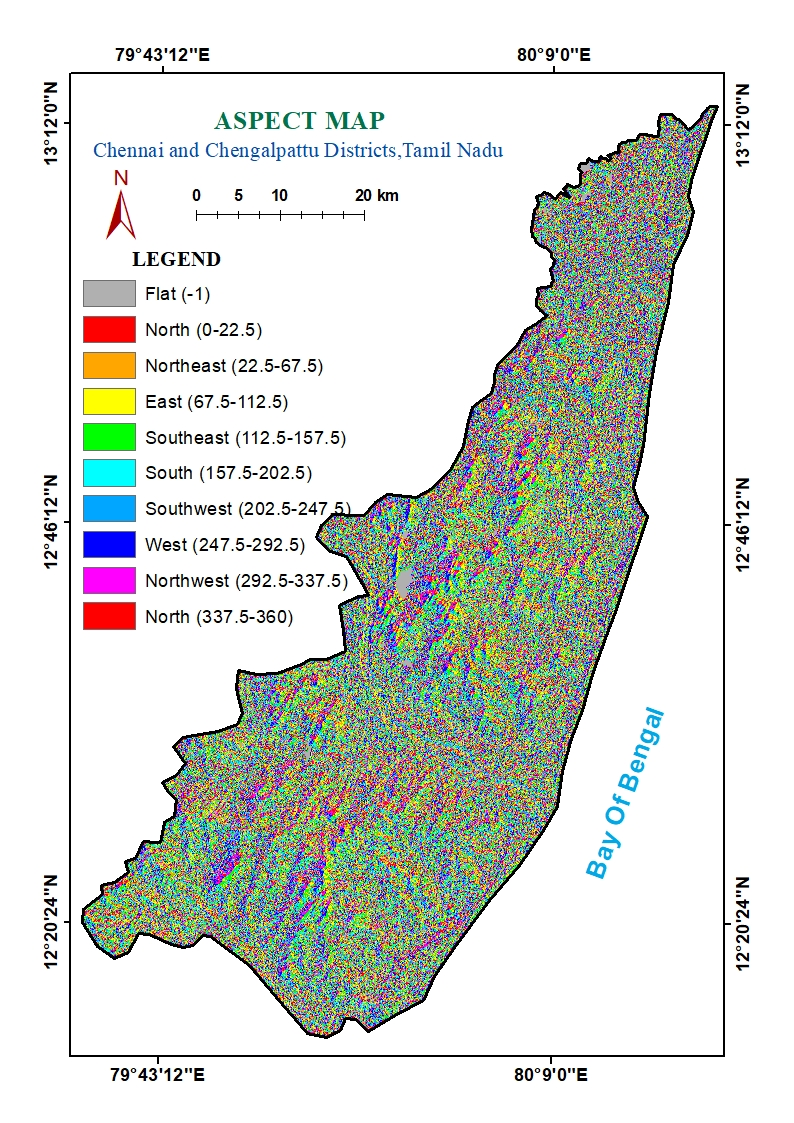 79°43'12"E 80°9'0"E
13°12'0"N
13°12'0"N
ASPECT MAP
Chennai and Chengalpattu Districts,Tamil Nadu
N
0 5 10 20 km
LEGEND
Flat (-1)
North (0-22.5)
Northeast (22.5-67.5)
East (67.5-112.5)
Southeast (112.5-157.5)
South (157.5-202.5)
Southwest (202.5-247.5)
West (247.5-292.5)
Northwest (292.5-337.5)
North (337.5-360)
12°46'12"N
12°46'12"N
Bay Of Bengal
12°20'24"N
12°20'24"N
79°43'12"E 80°9'0"E